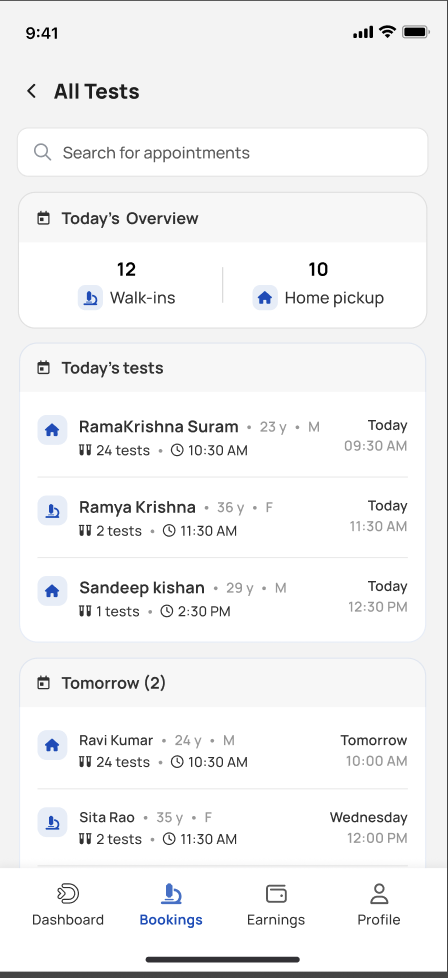 9:41
All Tests
Search for appointments
Today's Overview
12 10
Walk-ins Home pickup
Today's tests
RamaKrishna Suram • 23 y • M Today
24 tests • 10:30 AM 09:30 AM
Ramya Krishna • 36 y • F Today
2 tests • 11:30 AM 11:30 AM
Sandeep kishan • 29 y • M Today
1 tests • 2:30 PM 12:30 PM
Tomorrow (2)
Ravi Kumar • 24 y • M Tomorrow
24 tests • 10:30 AM 10:00 AM
Sita Rao • 35 y • F Wednesday
2 tests • 11:30 AM 12:00 PM
Dashboard Bookings Earnings Profile